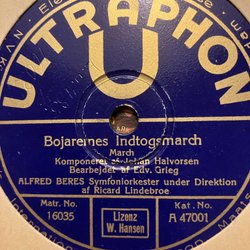 ULTRAPHON
U
Bojarernes Indtogsmarch
March
Komponeret af Johan Halvorsen
Bearbejdet af Edv. Grieg
ALFRED BERES Symfoniorkester under Direktion
af Ricard Lindebroe
Matr. No.
16035
Lizenz
W. Hansen
Kat. No.
A 47001